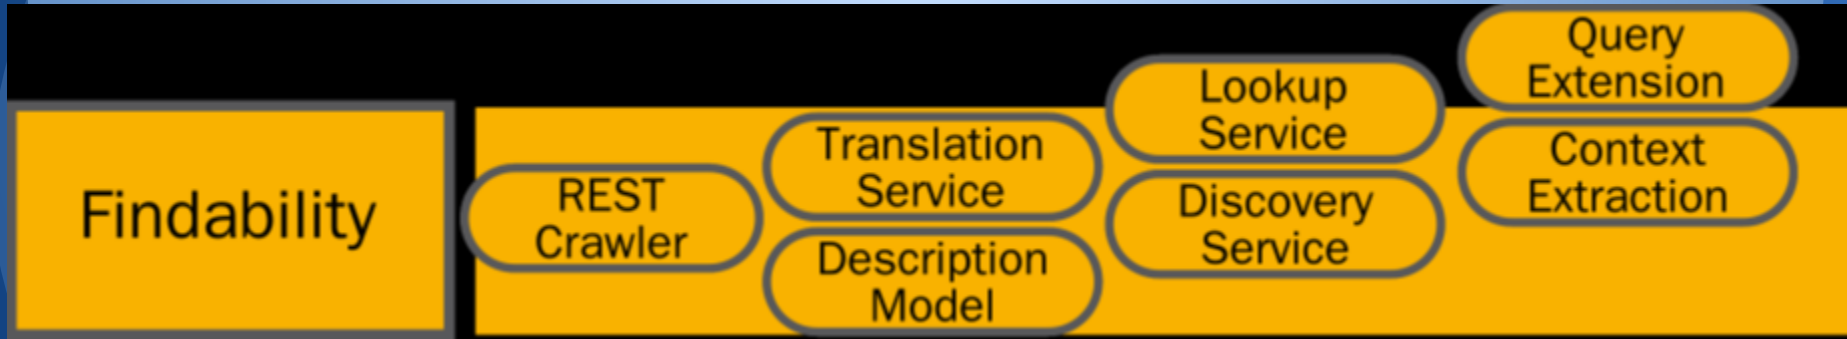 Findability
REST
Crawler
Translation
Service
Description
Model
Lookup
Service
Discovery
Service
Query
Extension
Context
Extraction